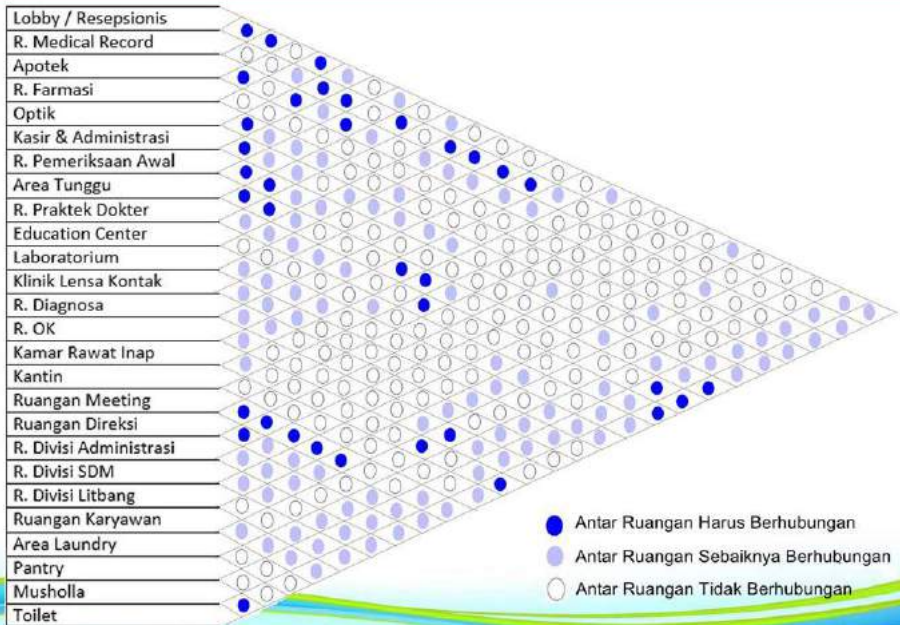 Lobby / Resepsionis
R. Medical Record
Apotek
R. Farmasi
Optik
Kasir & Administrasi
R. Pemeriksaan Awal
Area Tunggu
R. Praktek Dokter
Education Center
Laboratorium
Klinik Lensa Kontak
R. Diagnosa
R. OK
Kamar Rawat Inap
Kantin
Ruangan Meeting
Ruangan Direksi
R. Divisi Administrasi
R. Divisi SDM
R. Divisi Litbang
Ruangan Karyawan
Area Laundry
Pantry
Musholla
Toilet
Antar Ruangan Harus Berhubungan
Antar Ruangan Sebaiknya Berhubungan
Antar Ruangan Tidak Berhubungan